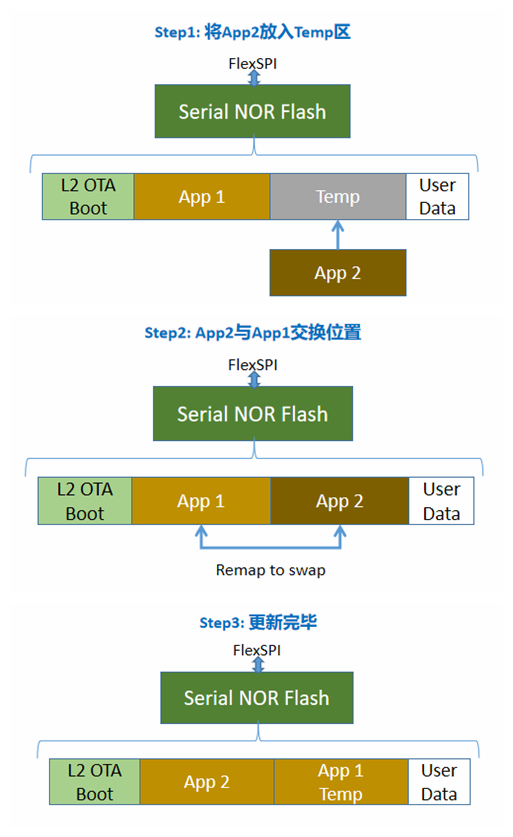 Step1: 将App2放入Temp区
FlexSPI
Serial NOR Flash
L2 OTA
Boot
App 1
Temp
User
Data
App 2
Step2: App2与App1交换位置
FlexSPI
Serial NOR Flash
L2 OTA
Boot
App 1
App 2
User
Data
Remap to swap
Step3: 更新完毕
FlexSPI
Serial NOR Flash
L2 OTA
Boot
App 2
App 1
Temp
User
Data